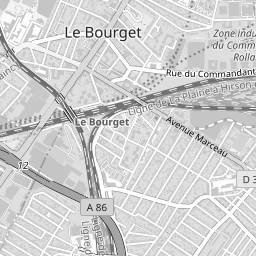 Le Bourget
Zone Indu
du Comm
Rolla
Rue du Commandant
Ligne de La Plaine à Hirson
Le Bourget
Avenue Marceau
12
D 3
A 86
Ligne